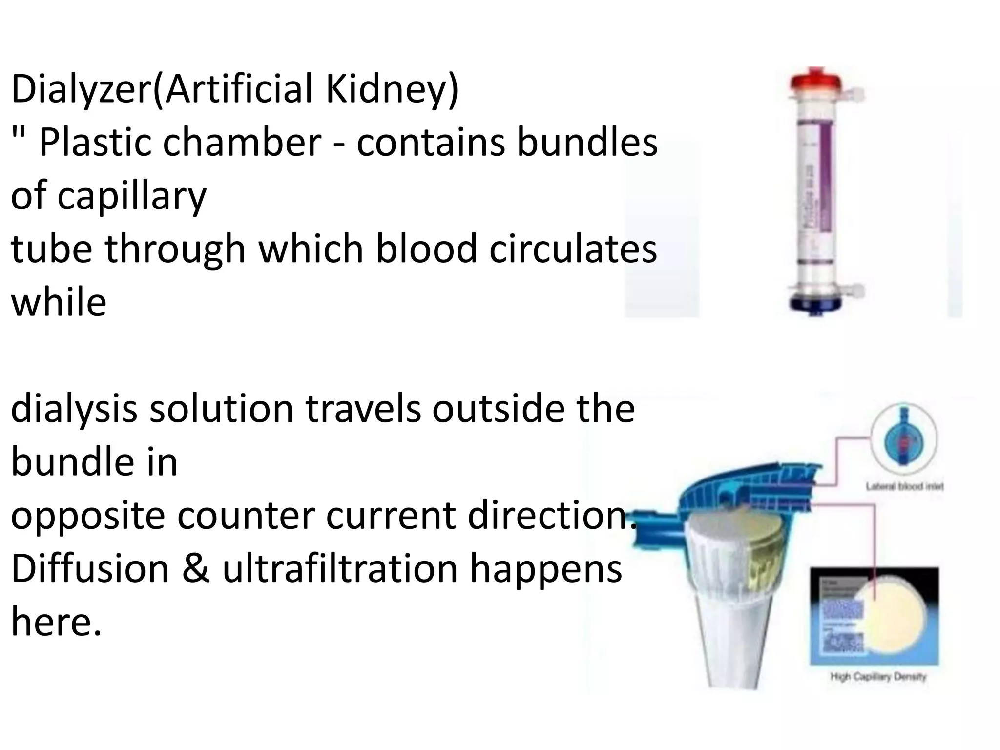 Dialyzer(Artificial Kidney)
" Plastic chamber - contains bundles
of capillary
tube through which blood circulates
while
dialysis solution travels outside the
bundle in
opposite counter current direction.
Diffusion & ultrafiltration happens
here.
Lateral blood inlet
High Capillary Density